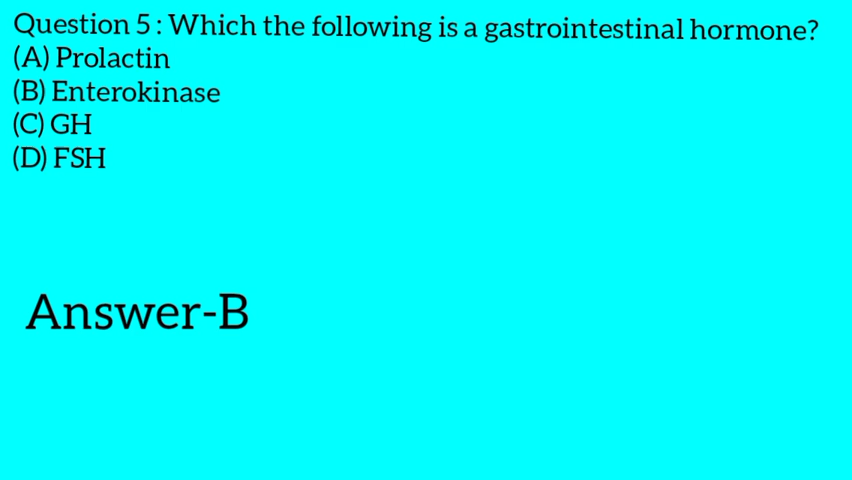 Question 5 : Which the following is a gastrointestinal hormone?
(A) Prolactin
(B) Enterokinase
(C) GH
(D) FSH
Answer-B